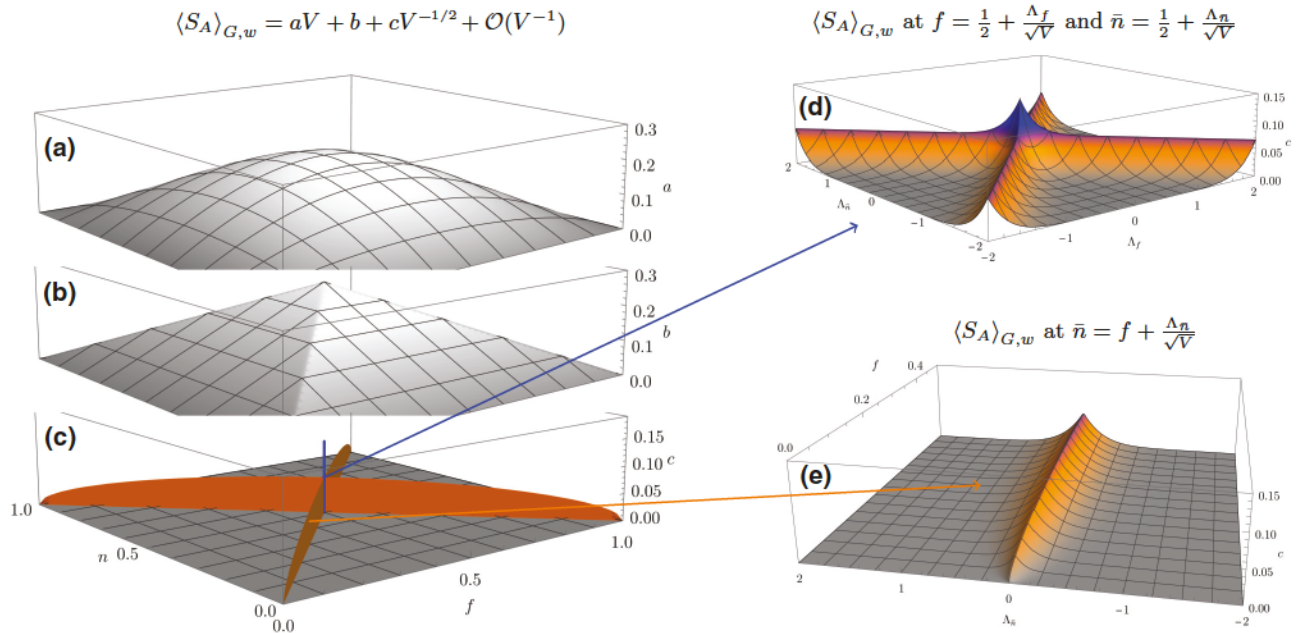 ⟨S_A⟩_{G,w} = aV + b + cV^{-1/2} + 𝒪(V^{-1})
(a)
0.3
0.2
a
0.1
0.0
(b)
0.3
0.2
b
0.1
0.0
(c)
0.15
0.10
c
0.05
0.00
1.0
n
0.5
0.0
0.0
0.5
f
1.0
⟨S_A⟩_{G,w} at f = 1/2 + Λ_f/√V and n̄ = 1/2 + Λ_n̄/√V
(d)
0.15
0.10
c
0.05
0.00
2
1
Λ_n̄
0
-1
-2
-2
-1
0
Λ_f
1
2
⟨S_A⟩_{G,w} at n̄ = f + Λ_n̄/√V
f
0.4
0.2
0.0
(e)
0.15
0.10
c
0.05
0.00
2
1
0
-1
-2
Λ_n̄